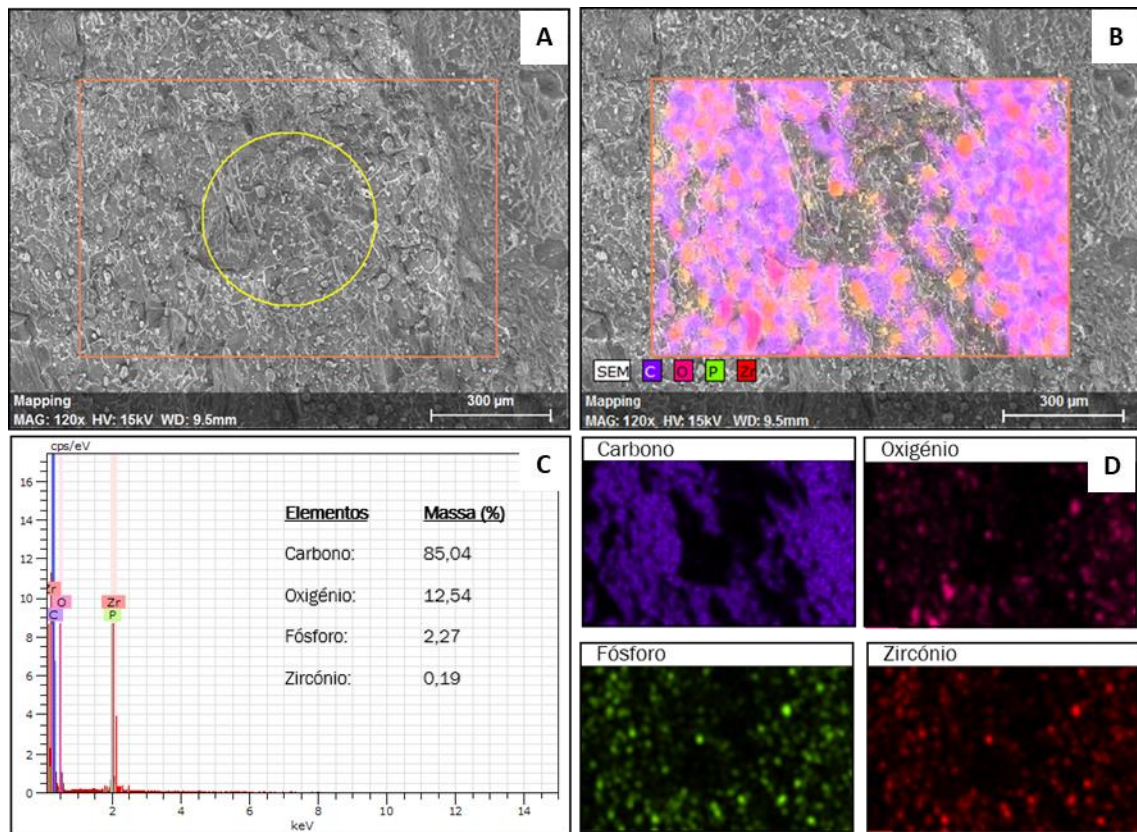 A
Mapping
MAG: 120x HV: 15kV WD: 9.5mm
300 µm
B
SEM C O P Zr
Mapping
MAG: 120x HV: 15kV WD: 9.5mm
300 µm
C
cps/eV
16
14
12
10
8
6
4
2
0
Zr
O
C
Zr
P
Elementos Massa (%)
Carbono: 85,04
Oxigénio: 12,54
Fósforo: 2,27
Zircónio: 0,19
2 4 6 8 10 12 14
keV
D
Carbono
Oxigénio
Fósforo
Zircónio